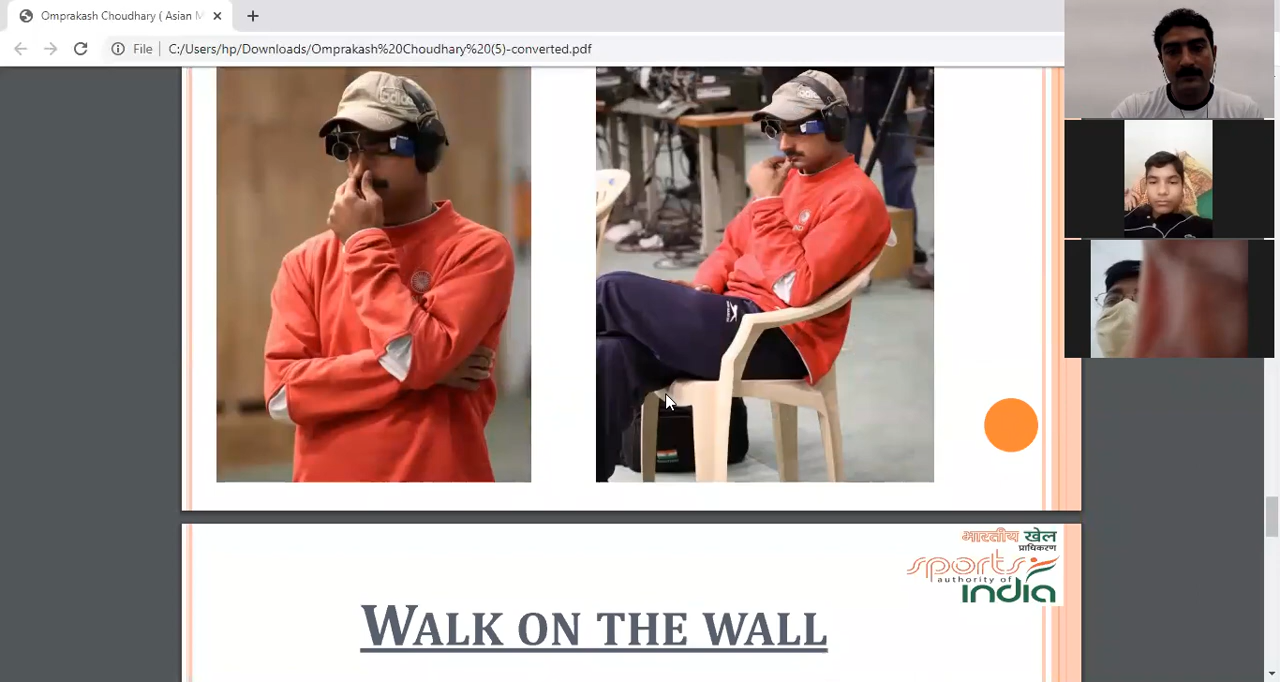 Omprakash Choudhary ( Asian M
File
C:/Users/hp/Downloads/Omprakash%20Choudhary%20(5)-converted.pdf
भारतीय खेल
प्राधिकरण
sports
authority of
india
WALK ON THE WALL